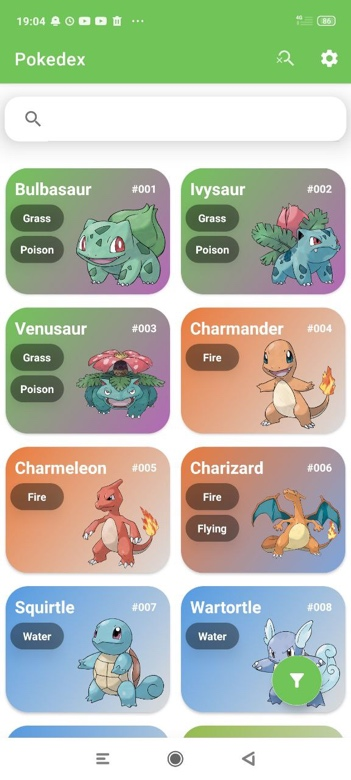 19:04
86
Pokedex
Bulbasaur #001
Grass
Poison
Ivysaur #002
Grass
Poison
Venusaur #003
Grass
Poison
Charmander #004
Fire
Charmeleon #005
Fire
Charizard #006
Fire
Flying
Squirtle #007
Water
Wartortle #008
Water